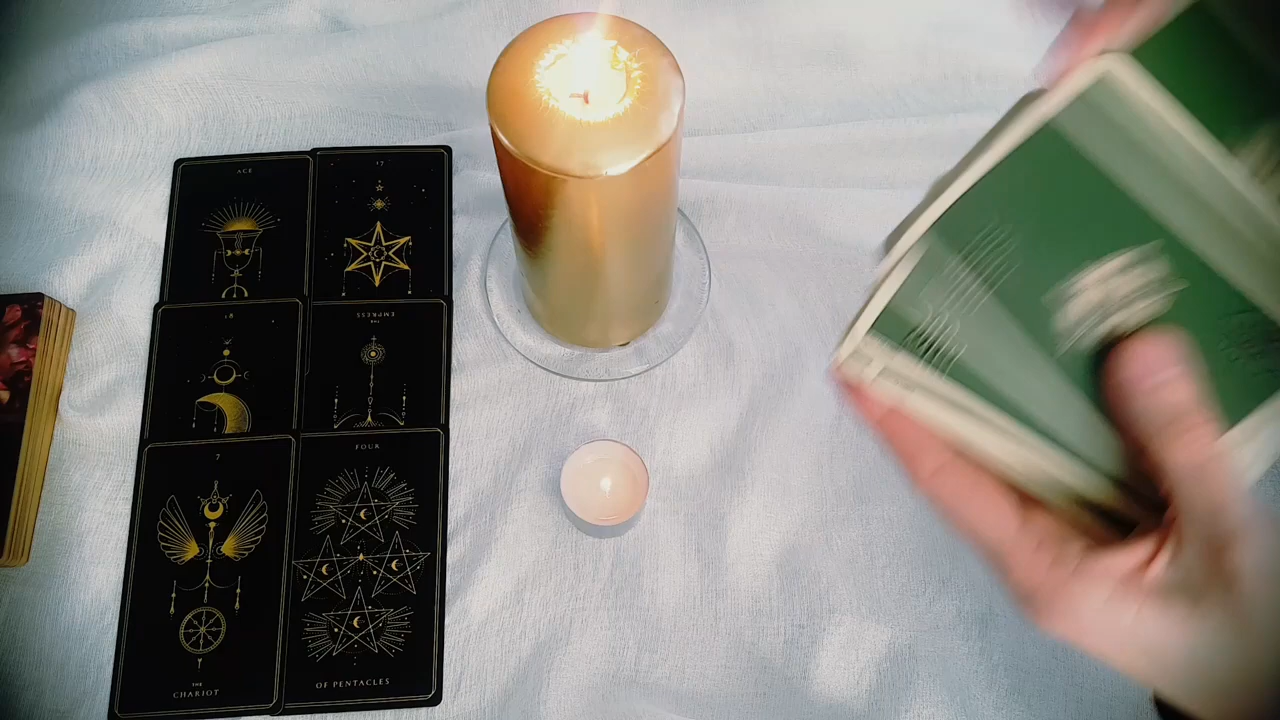 ACE
17
18
THE
EMPRESS
7
THE
CHARIOT
FOUR
OF PENTACLES